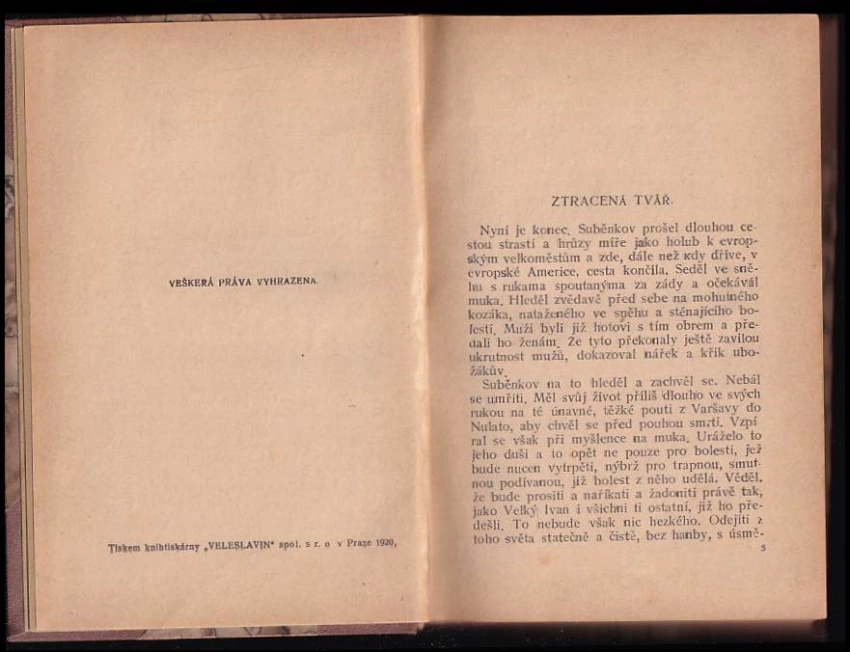 VEŠKERÁ PRÁVA VYHRAZENA.
Tiskem knihtiskárny „VELESLAVIN“ spol. s r. o v Praze 1920,
ZTRACENÁ TVÁŘ.
Nyní je konec. Suběnkov prošel dlouhou ce-
stou strastí a hrůzy míře jako holub k evrop-
ským velkoměstům a zde, dále než kdy dříve, v
evropské Americe, cesta končila. Seděl ve sně-
hu s rukama spoutanýma za zády a očekávál
muka. Hleděl zvědavě před sebe na mohutného
kozáka, nataženého ve sněhu a sténajícího bo-
lestí. Muži byli již hotovi s tím obrem a pře-
dali ho ženám. Že tyto překonaly ještě zavilou
ukrutnost mužů, dokazoval nářek a křik ubo-
žákův.
Suběnkov na to hleděl a zachvěl se. Nebál
se umříti. Měl svůj život příliš dlouho ve svých
rukou na té únavné, těžké pouti z Varšavy do
Nulato, aby chvěl se před pouhou smrtí. Vzpí
ral se však při myšlence na muka. Uráželo to
jeho duši a to opět ne pouze pro bolesti, jež
bude nucen vytrpěti, nýbrž pro trapnou, smut-
nou podívanou, již bolest z něho udělá. Věděl,
že bude prositi a naříkati a žadoniti právě tak,
jako Velký Ivan i všichni ti ostatní, již ho pře-
dešli. To nebude však nic hezkého. Odejíti z
toho světa statečně a čistě, bez hanby, s úsmě-
5